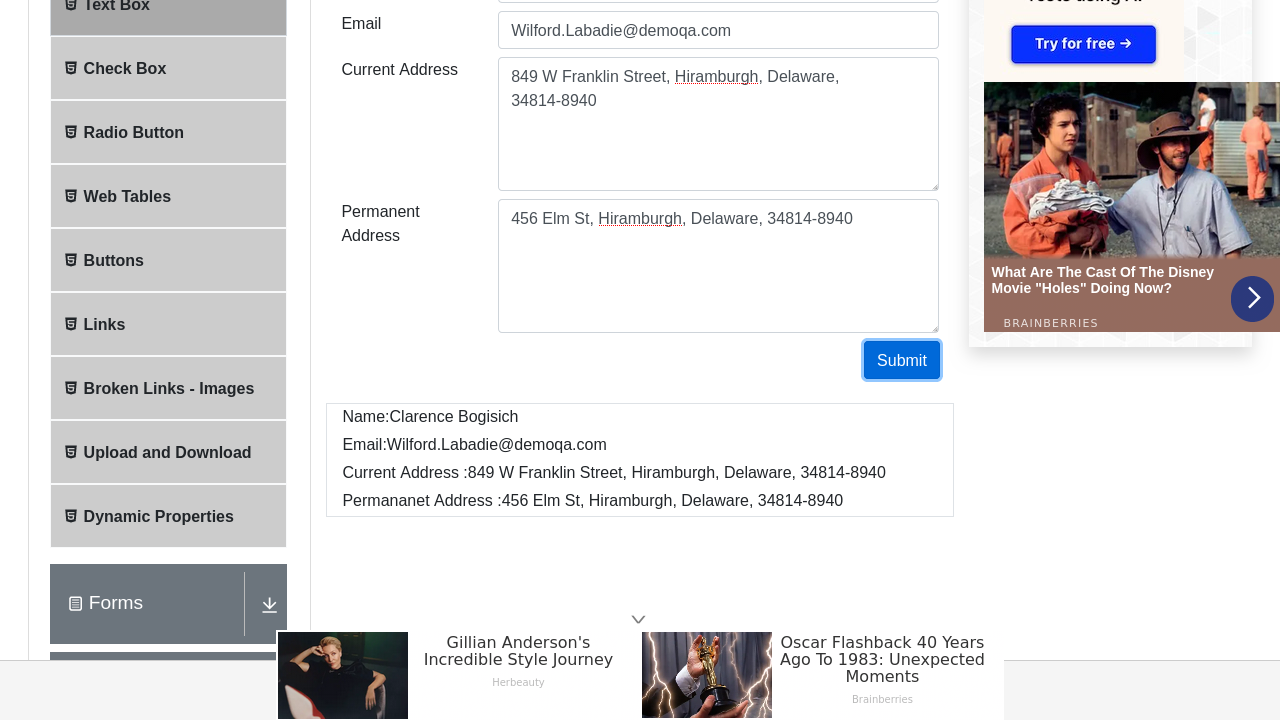 Text Box
Email
Wilford.Labadie@demoqa.com
Try for free →
Check Box
Current Address
849 W Franklin Street, Hiramburgh, Delaware,
34814-8940
Radio Button
Web Tables
Permanent
Address
456 Elm St, Hiramburgh, Delaware, 34814-8940
Buttons
What Are The Cast Of The Disney
Movie "Holes" Doing Now?
BRAINBERRIES
Links
Submit
Broken Links - Images
Name:Clarence Bogisich
Email:Wilford.Labadie@demoqa.com
Upload and Download
Current Address :849 W Franklin Street, Hiramburgh, Delaware, 34814-8940
Permananet Address :456 Elm St, Hiramburgh, Delaware, 34814-8940
Dynamic Properties
Forms
Gillian Anderson's
Incredible Style Journey
Herbeauty
Oscar Flashback 40 Years
Ago To 1983: Unexpected
Moments
Brainberries